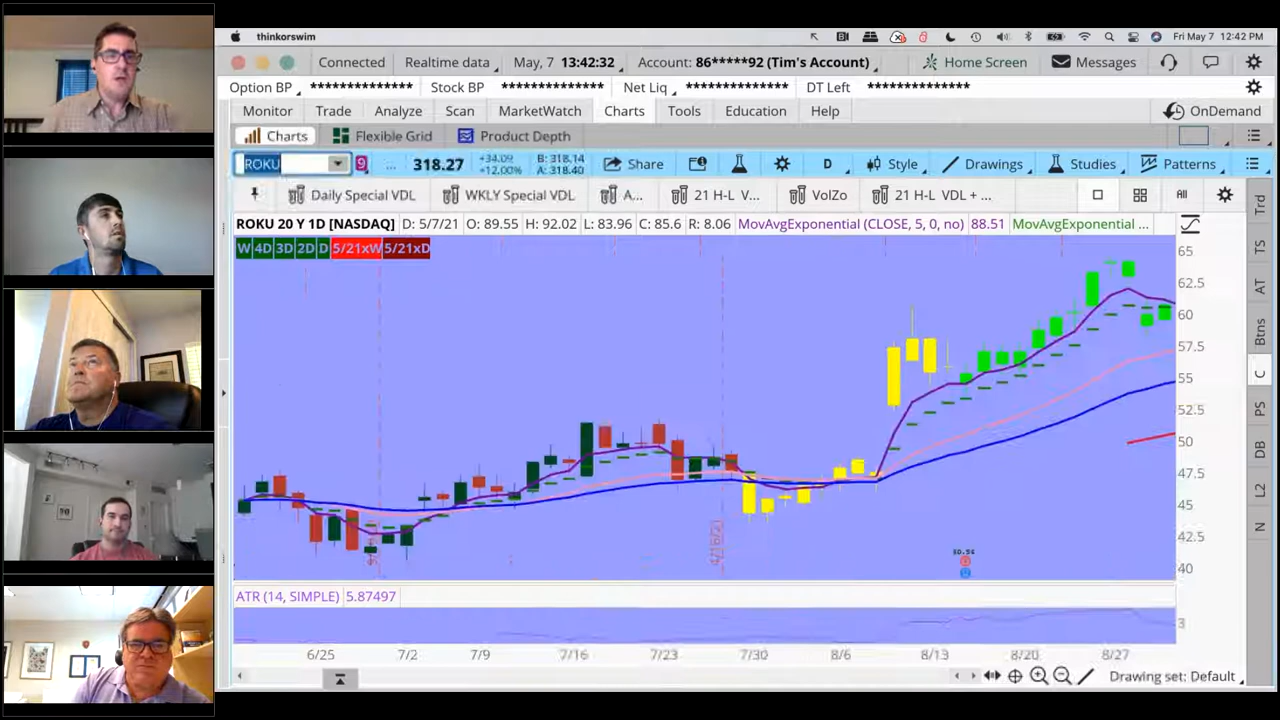 thinkorswim Fri May 7 12:42 PM
Connected Realtime data May, 7 13:42:32 Account: 86*****92 (Tim's Account) Home Screen Messages
Option BP ************** Stock BP ************** Net Liq ************** DT Left **************
Monitor Trade Analyze Scan MarketWatch Charts Tools Education Help OnDemand
Charts Flexible Grid Product Depth
ROKU 9 ... 318.27 +34.09 +12.00% B: 318.14 A: 318.40 Share D Style Drawings Studies Patterns
Daily Special VDL WKLY Special VDL A... 21 H-L V... VolZo 21 H-L VDL + ... All
ROKU 20 Y 1D [NASDAQ] D: 5/7/21 O: 89.55 H: 92.02 L: 83.96 C: 85.6 R: 8.06 MovAvgExponential (CLOSE, 5, 0, no) 88.51 MovAvgExponential ...
W 4D 3D 2D D 5/21xW 5/21xD
65
62.5
60
57.5
55
52.5
50
47.5
45
42.5
40
ATR (14, SIMPLE) 5.87497
3
6/25 7/2 7/9 7/16 7/23 7/30 8/6 8/13 8/20 8/27
Drawing set: Default
Trd
TS
AT
Btns
C
PS
DB
L2
N